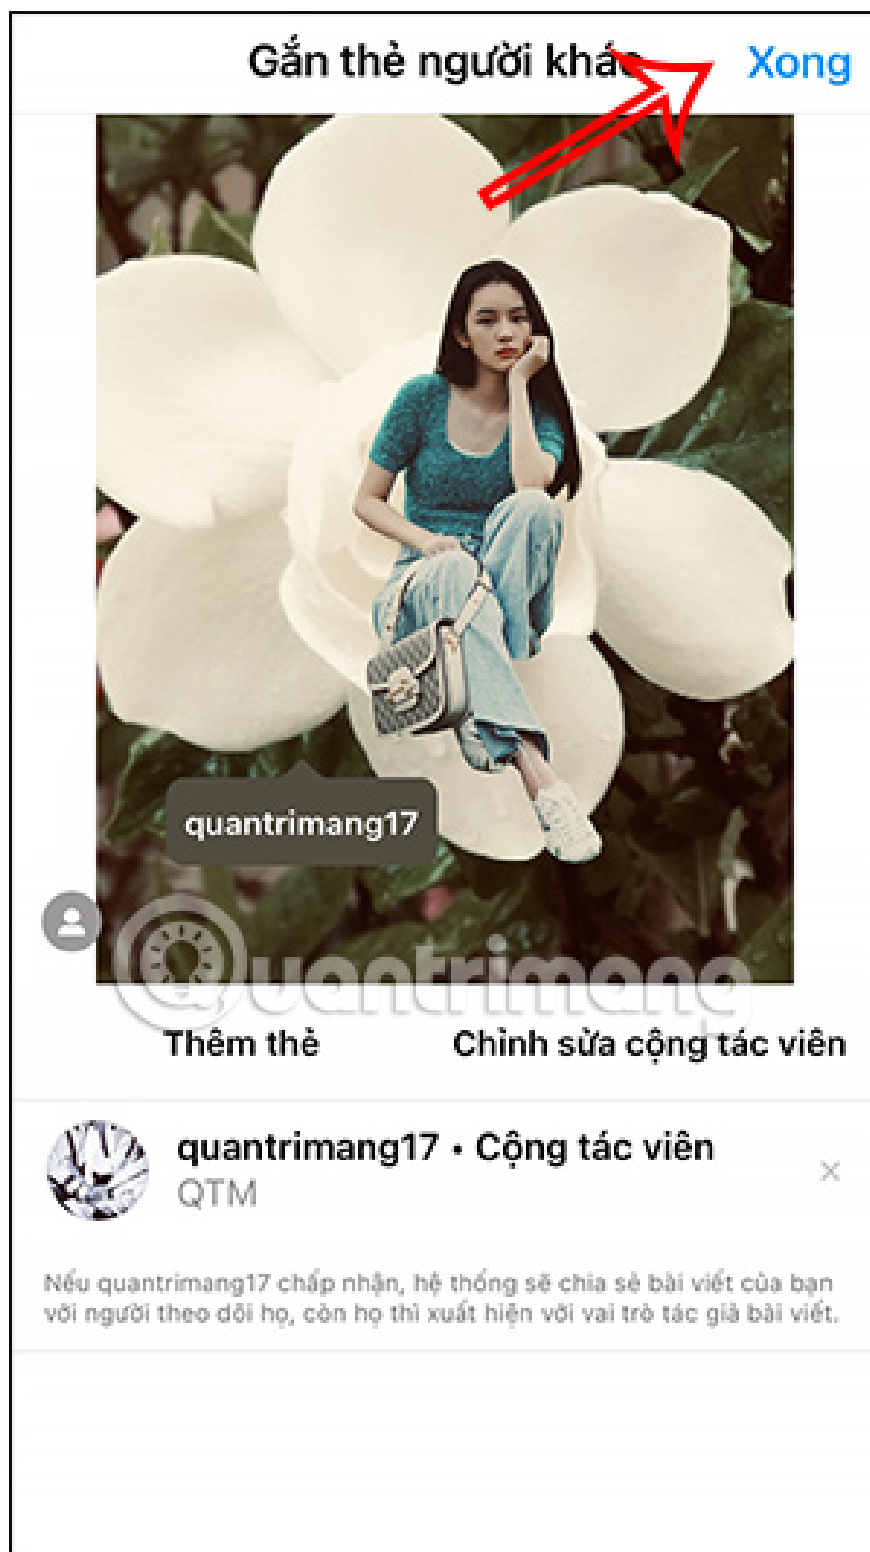 Gắn thẻ người khác
Xong
quantrimang17
Quantrimang
Thêm thẻ
Chỉnh sửa cộng tác viên
quantrimang17 • Cộng tác viên
QTM
Nếu quantrimang17 chấp nhận, hệ thống sẽ chia sẻ bài viết của bạn
với người theo dõi họ, còn họ thì xuất hiện với vai trò tác giả bài viết.